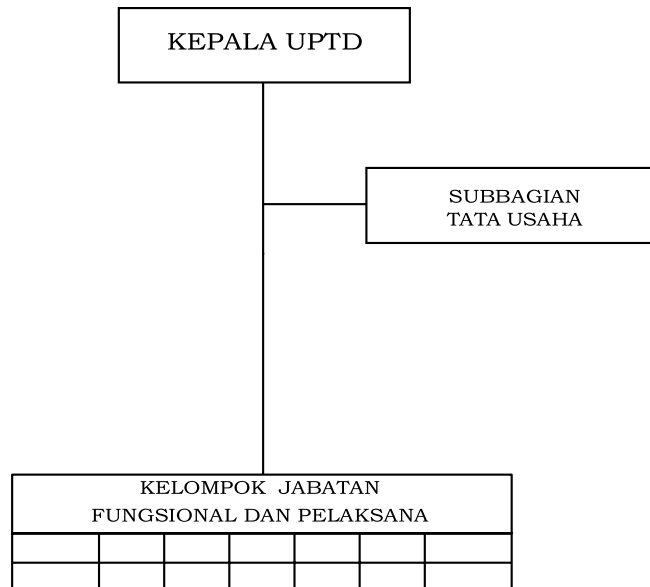 KEPALA UPTD
SUBBAGIAN
TATA USAHA
KELOMPOK JABATAN
FUNGSIONAL DAN PELAKSANA